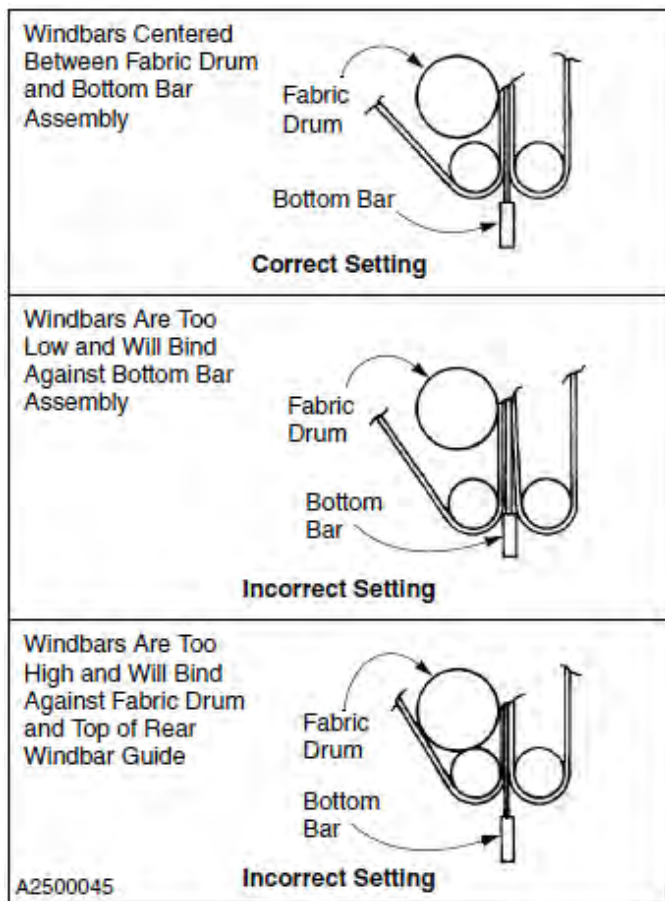 Windbars Centered
Between Fabric Drum
and Bottom Bar
Assembly
Fabric
Drum
Bottom Bar
Correct Setting
Windbars Are Too
Low and Will Bind
Against Bottom Bar
Assembly
Fabric
Drum
Bottom
Bar
Incorrect Setting
Windbars Are Too
High and Will Bind
Against Fabric Drum
and Top of Rear
Windbar Guide
Fabric
Drum
Bottom
Bar
Incorrect Setting
A2500045